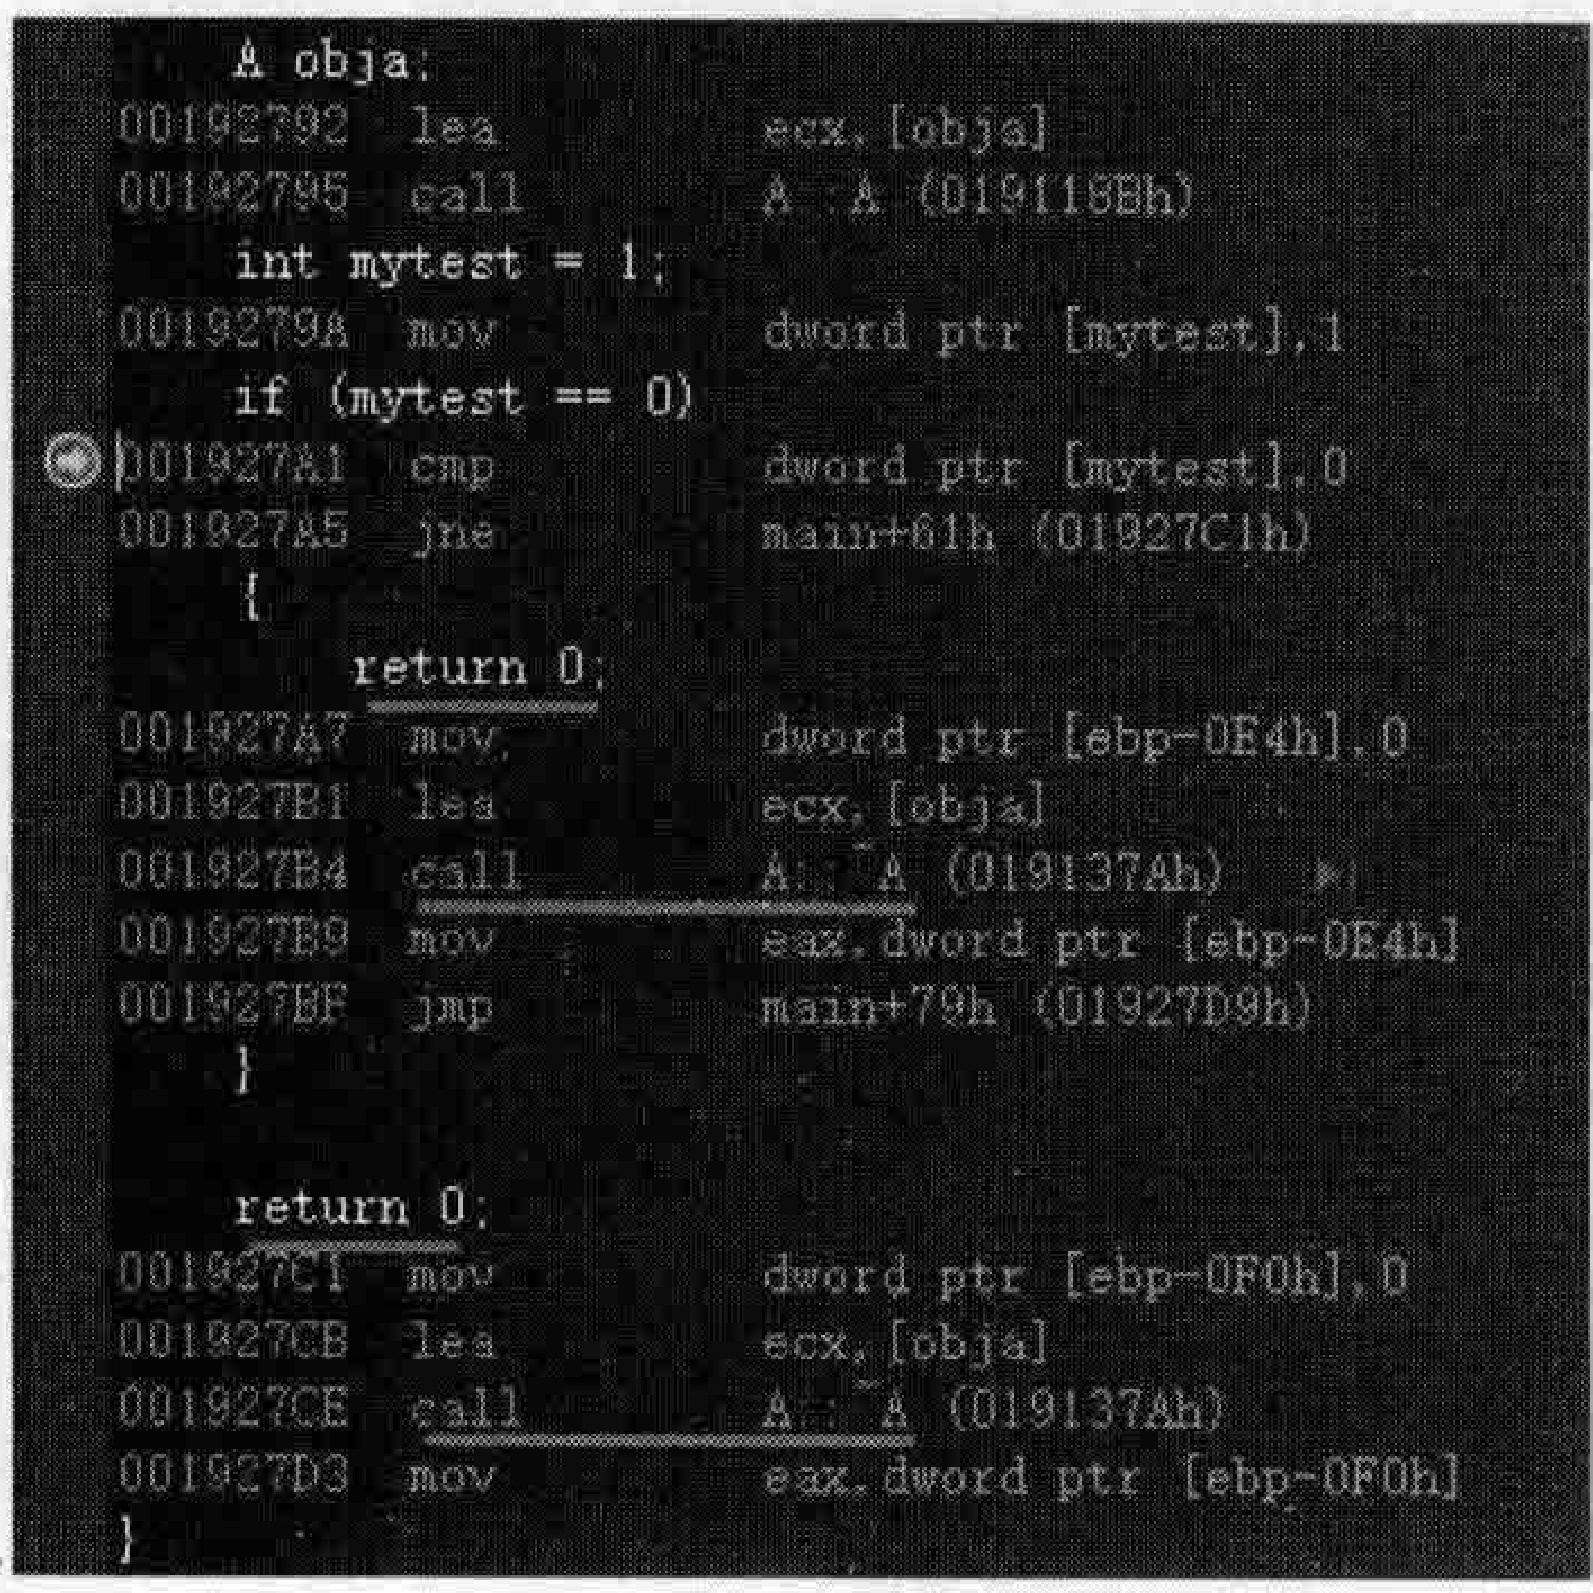 A obja;
00192792 lea ecx,[obja]
00192795 call A::A (019118Bh)
int mytest = 1;
0019279A mov dword ptr [mytest],1
if (mytest == 0)
001927A1 cmp dword ptr [mytest],0
001927A5 jne main+61h (01927C1h)
{
return 0;
001927A7 mov dword ptr [ebp-0E4h],0
001927B1 lea ecx,[obja]
001927B4 call A::~A (019137Ah)
001927B9 mov eax,dword ptr [ebp-0E4h]
001927BF jmp main+79h (01927D9h)
}
return 0;
001927C1 mov dword ptr [ebp-0F0h],0
001927CB lea ecx,[obja]
001927CE call A::~A (019137Ah)
001927D3 mov eax,dword ptr [ebp-0F0h]
}